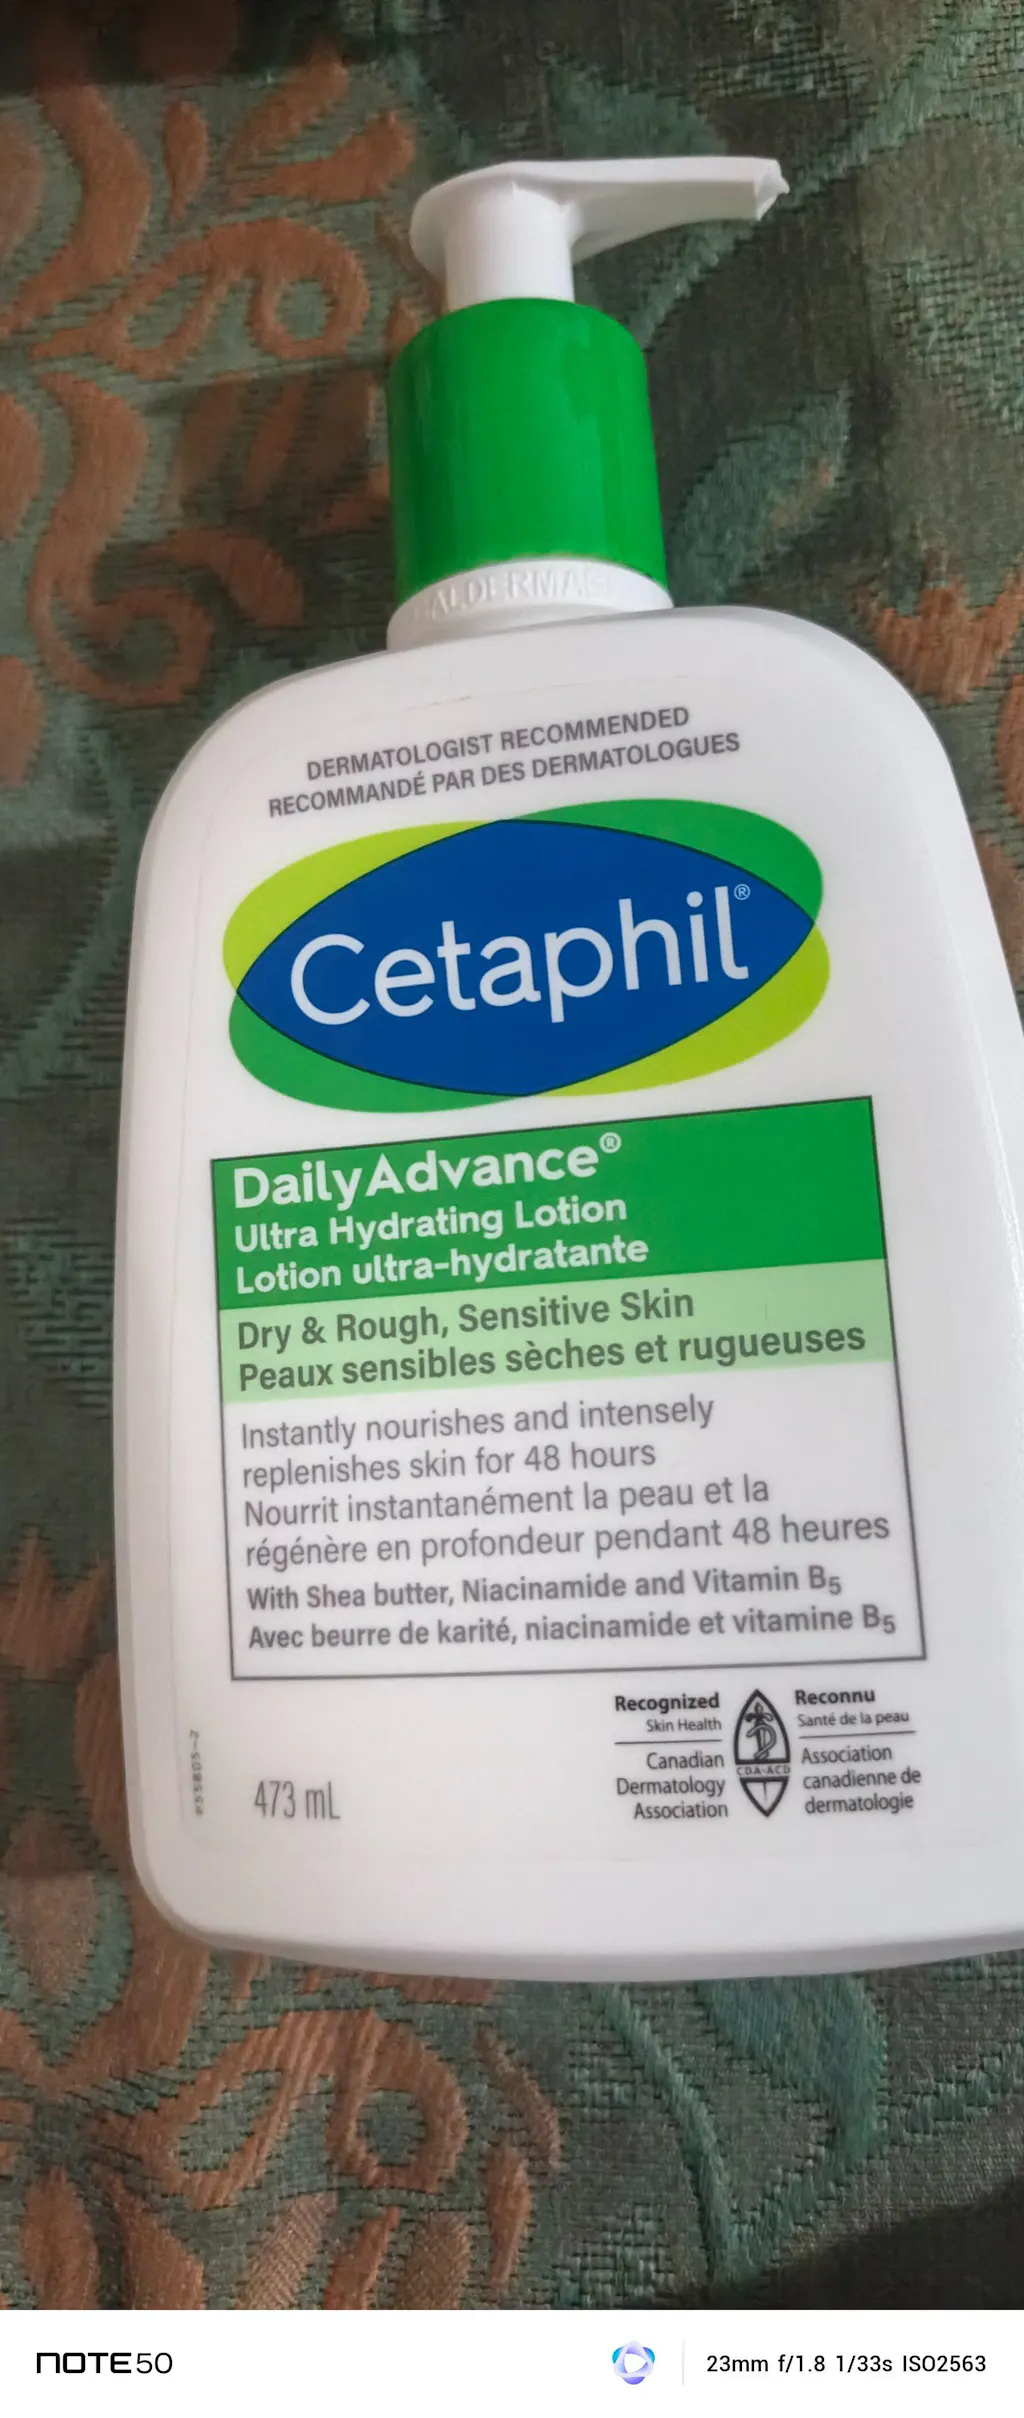 ALDERMA
DERMATOLOGIST RECOMMENDED
RECOMMANDÉ PAR DES DERMATOLOGUES
Cetaphil®
DailyAdvance®
Ultra Hydrating Lotion
Lotion ultra-hydratante
Dry & Rough, Sensitive Skin
Peaux sensibles sèches et rugueuses
Instantly nourishes and intensely
replenishes skin for 48 hours
Nourrit instantanément la peau et la
régénère en profondeur pendant 48 heures
With Shea butter, Niacinamide and Vitamin B5
Avec beurre de karité, niacinamide et vitamine B5
Recognized
Skin Health
Canadian
Dermatology
Association
CDA-ACD
Reconnu
Santé de la peau
Association
canadienne de
dermatologie
P55805-2
473 mL
NOTE50
23mm f/1.8 1/33s ISO2563